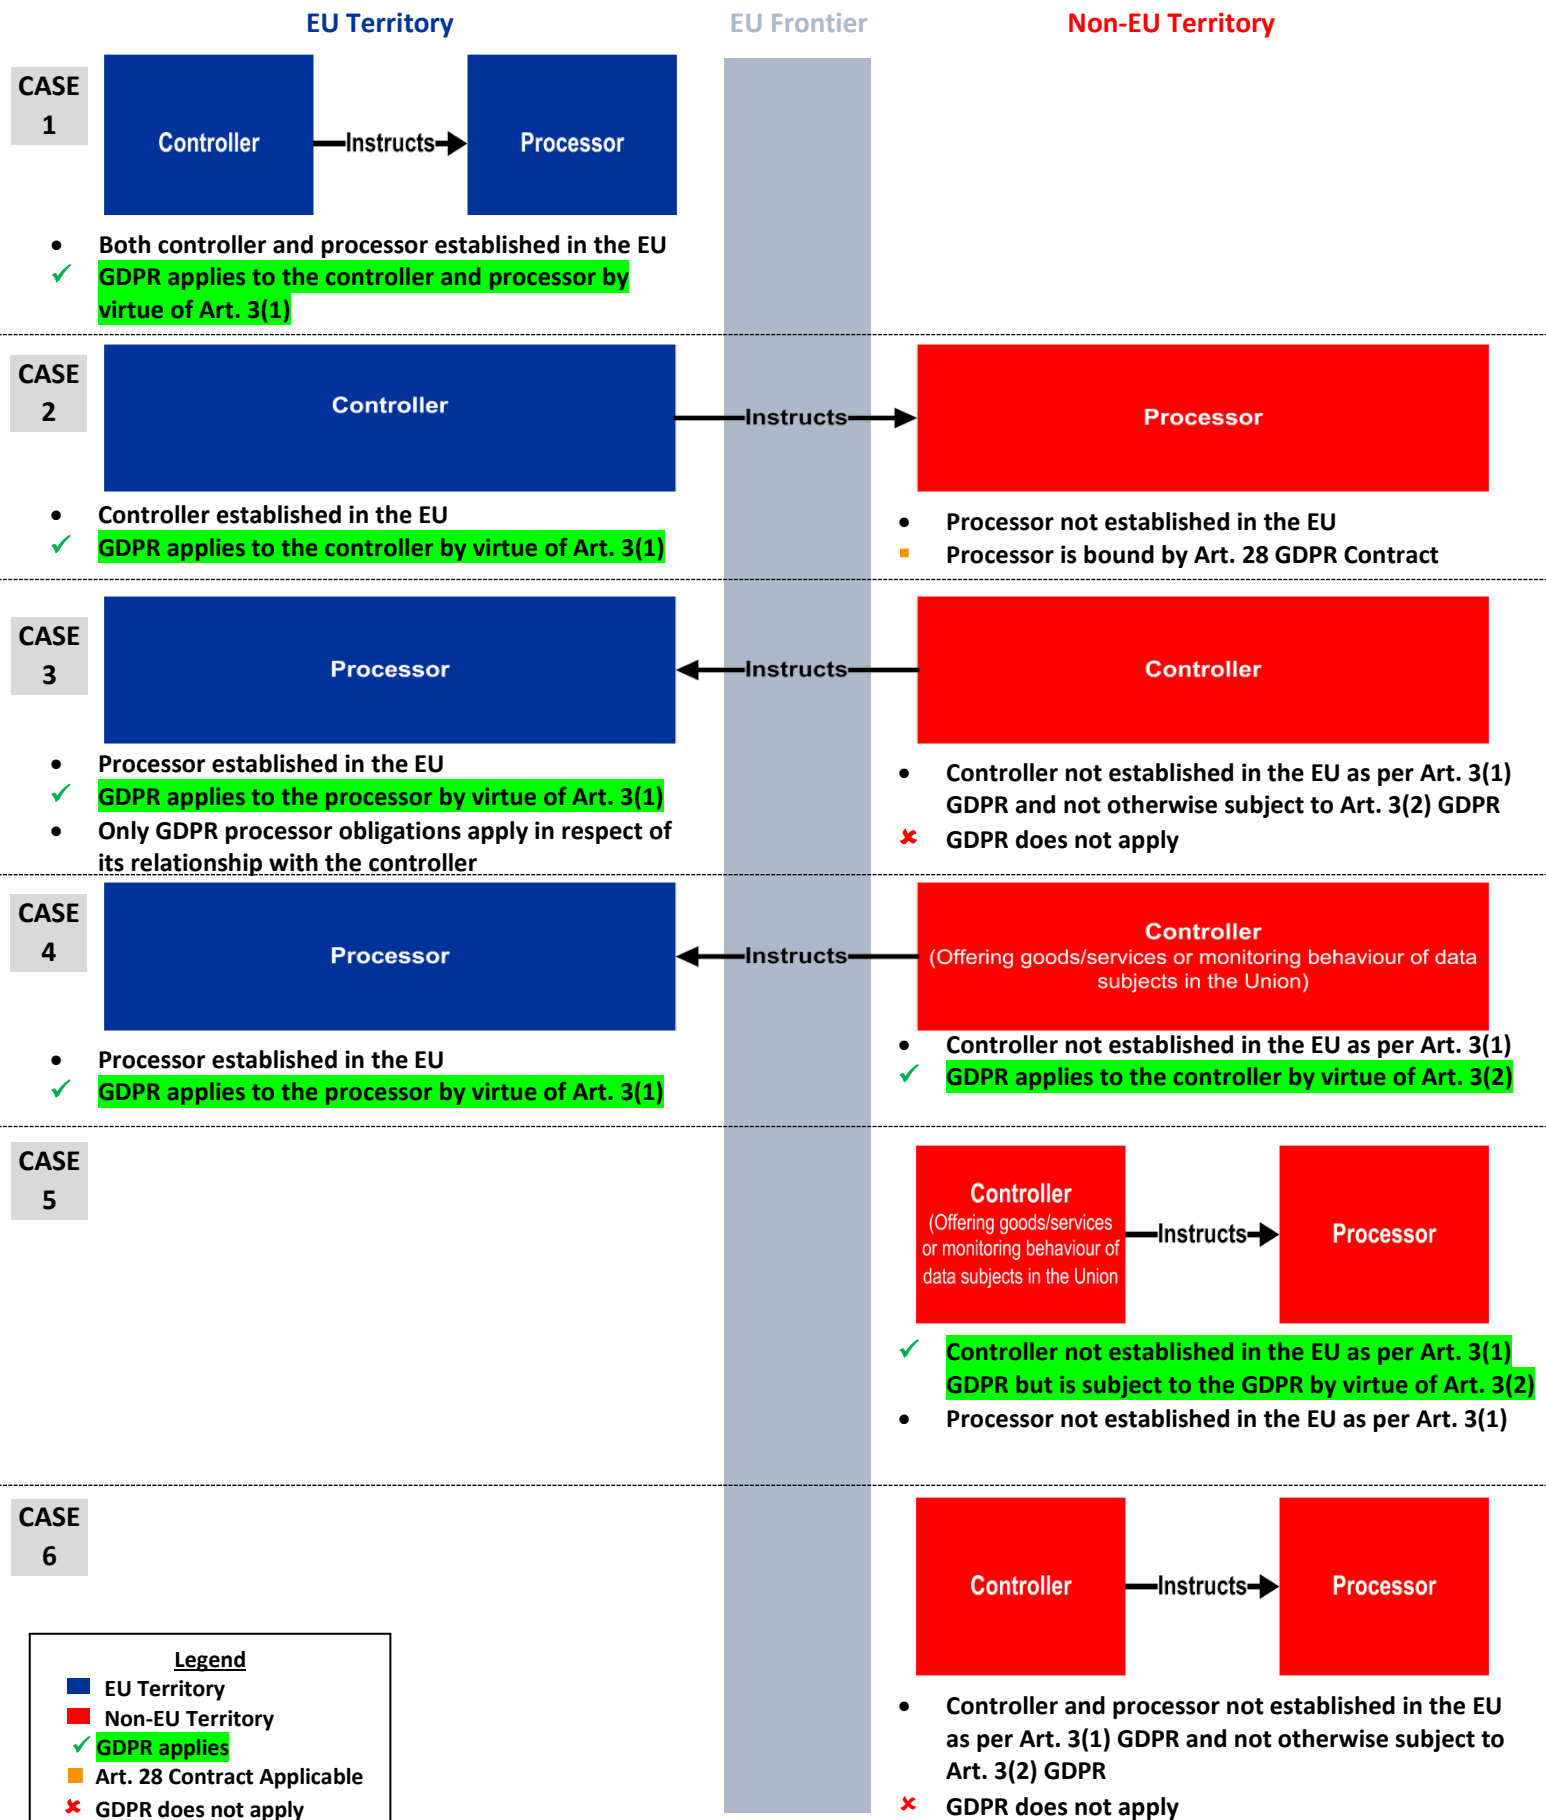 EU Territory
EU Frontier
Non-EU Territory
CASE
1
Controller
Instructs
Processor
• Both controller and processor established in the EU
✓ GDPR applies to the controller and processor by
virtue of Art. 3(1)
CASE
2
Controller
Instructs
Processor
• Controller established in the EU
✓ GDPR applies to the controller by virtue of Art. 3(1)
• Processor not established in the EU
▪ Processor is bound by Art. 28 GDPR Contract
CASE
3
Processor
Instructs
Controller
• Processor established in the EU
✓ GDPR applies to the processor by virtue of Art. 3(1)
• Only GDPR processor obligations apply in respect of
its relationship with the controller
• Controller not established in the EU as per Art. 3(1)
GDPR and not otherwise subject to Art. 3(2) GDPR
✘ GDPR does not apply
CASE
4
Processor
Instructs
Controller
(Offering goods/services or monitoring behaviour of data
subjects in the Union)
• Processor established in the EU
✓ GDPR applies to the processor by virtue of Art. 3(1)
• Controller not established in the EU as per Art. 3(1)
✓ GDPR applies to the controller by virtue of Art. 3(2)
CASE
5
Controller
(Offering goods/services
or monitoring behaviour of
data subjects in the Union
Instructs
Processor
✓ Controller not established in the EU as per Art. 3(1)
GDPR but is subject to the GDPR by virtue of Art. 3(2)
• Processor not established in the EU as per Art. 3(1)
CASE
6
Controller
Instructs
Processor
• Controller and processor not established in the EU
as per Art. 3(1) GDPR and not otherwise subject to
Art. 3(2) GDPR
✘ GDPR does not apply
Legend
EU Territory
Non-EU Territory
✓ GDPR applies
Art. 28 Contract Applicable
✘ GDPR does not apply